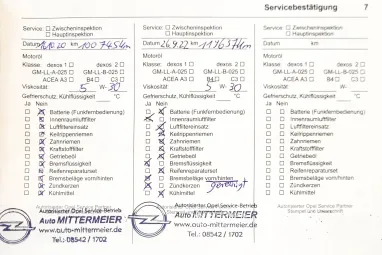 Servicebestätigung 7
Service: ☐ Zwischeninspektion
☐ Hauptinspektion
Datum km 100745km
Motoröl
Klasse: dexos 1 ☐ dexos 2 ☐
GM-LL-A-025 ☐ GM-LL-B-025 ☐
ACEA A3 ☐ B4 ☐ C3 ☐
Viskosität 5 W- 30
Gefrierschutz, Kühlflüssigkeit °C
Ja Nein
Batterie (Funkfernbedienung)
Innenraumluftfilter
Luftfiltereinsatz
Keilrippenriemen
Zahnriemen
Kraftstofffilter
Getriebeöl
Bremsflüssigkeit
Reifenreparaturset
Bremsbeläge vorn/hinten
Zündkerzen
Kühlmittel
Autorisierter Opel Service-Betrieb
Auto MITTERMEIER
www.auto-mittermeier.de
Tel.: 08542 / 1702
Service: ☐ Zwischeninspektion
☐ Hauptinspektion
Datum 26.9.22 km
Motoröl
Klasse: dexos 1 ☐ dexos 2 ☐
GM-LL-A-025 ☐ GM-LL-B-025 ☐
ACEA A3 ☐ B4 ☐ C3 ☐
Viskosität 5 W- 30
Gefrierschutz, Kühlflüssigkeit °C
Ja Nein
Batterie (Funkfernbedienung)
Innenraumluftfilter
Luftfiltereinsatz
Keilrippenriemen
Zahnriemen
Kraftstofffilter
Getriebeöl
Bremsflüssigkeit
Reifenreparaturset
Bremsbeläge vorn/hinten
Zündkerzen gereinigt
Kühlmittel
Autorisierter Opel Service-Betrieb
Auto MITTERMEIER
www.auto-mittermeier.de
Tel.: 08542 / 1702
Service: ☐ Zwischeninspektion
☐ Hauptinspektion
Datum km
Motoröl
Klasse: dexos 1 ☐ dexos 2 ☐
GM-LL-A-025 ☐ GM-LL-B-025 ☐
ACEA A3 ☐ B4 ☐ C3 ☐
Viskosität W-
Gefrierschutz, Kühlflüssigkeit °C
Ja Nein
☐ ☐ Batterie (Funkfernbedienung)
☐ ☐ Innenraumluftfilter
☐ ☐ Luftfiltereinsatz
☐ ☐ Keilrippenriemen
☐ ☐ Zahnriemen
☐ ☐ Kraftstofffilter
☐ ☐ Getriebeöl
☐ ☐ Bremsflüssigkeit
☐ ☐ Reifenreparaturset
☐ ☐ Bremsbeläge vorn/hinten
☐ ☐ Zündkerzen
☐ ☐ Kühlmittel
Autorisierter Opel Service Partner
Stempel und Unterschrift